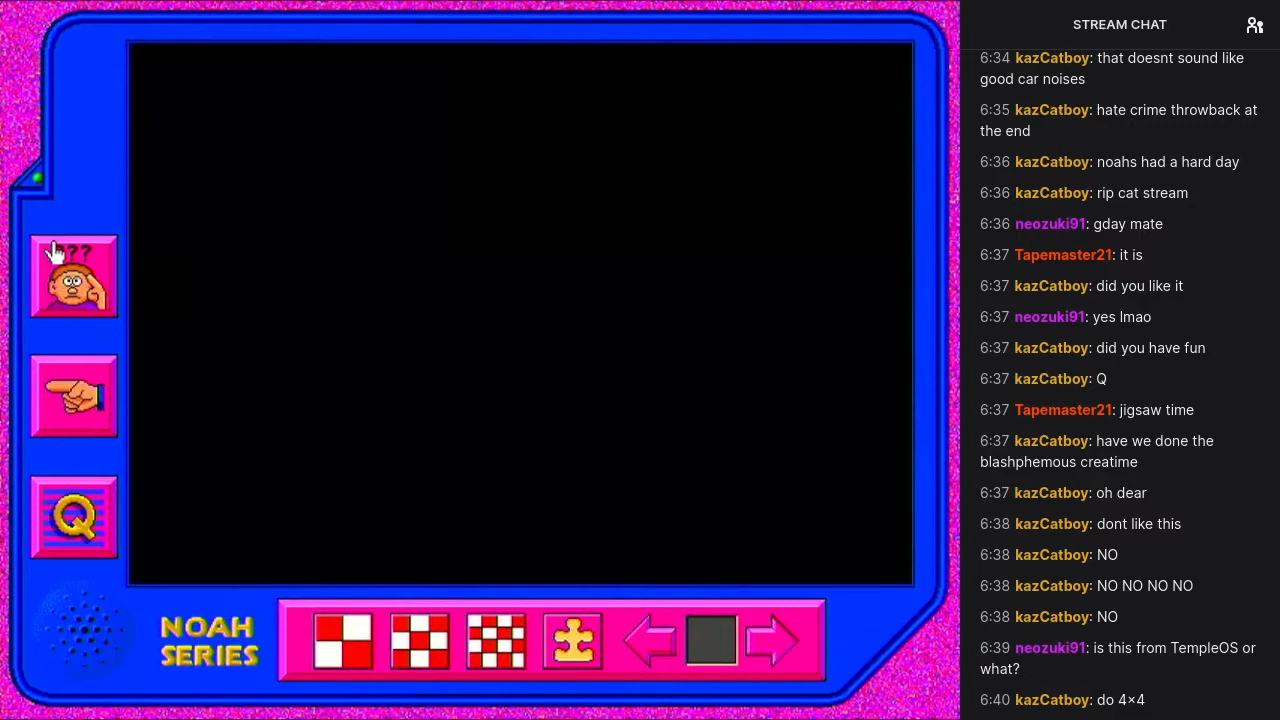 STREAM CHAT
6:34 kazCatboy: that doesnt sound like
good car noises
6:35 kazCatboy: hate crime throwback at
the end
6:36 kazCatboy: noahs had a hard day
6:36 kazCatboy: rip cat stream
6:36 neozuki91: gday mate
6:37 Tapemaster21: it is
6:37 kazCatboy: did you like it
6:37 neozuki91: yes lmao
6:37 kazCatboy: did you have fun
6:37 kazCatboy: Q
6:37 Tapemaster21: jigsaw time
6:37 kazCatboy: have we done the
blashphemous creatime
6:37 kazCatboy: oh dear
6:38 kazCatboy: dont like this
6:38 kazCatboy: NO
6:38 kazCatboy: NO NO NO NO
6:38 kazCatboy: NO
6:39 neozuki91: is this from TempleOS or
what?
6:40 kazCatboy: do 4×4
???
Q
NOAH
SERIES